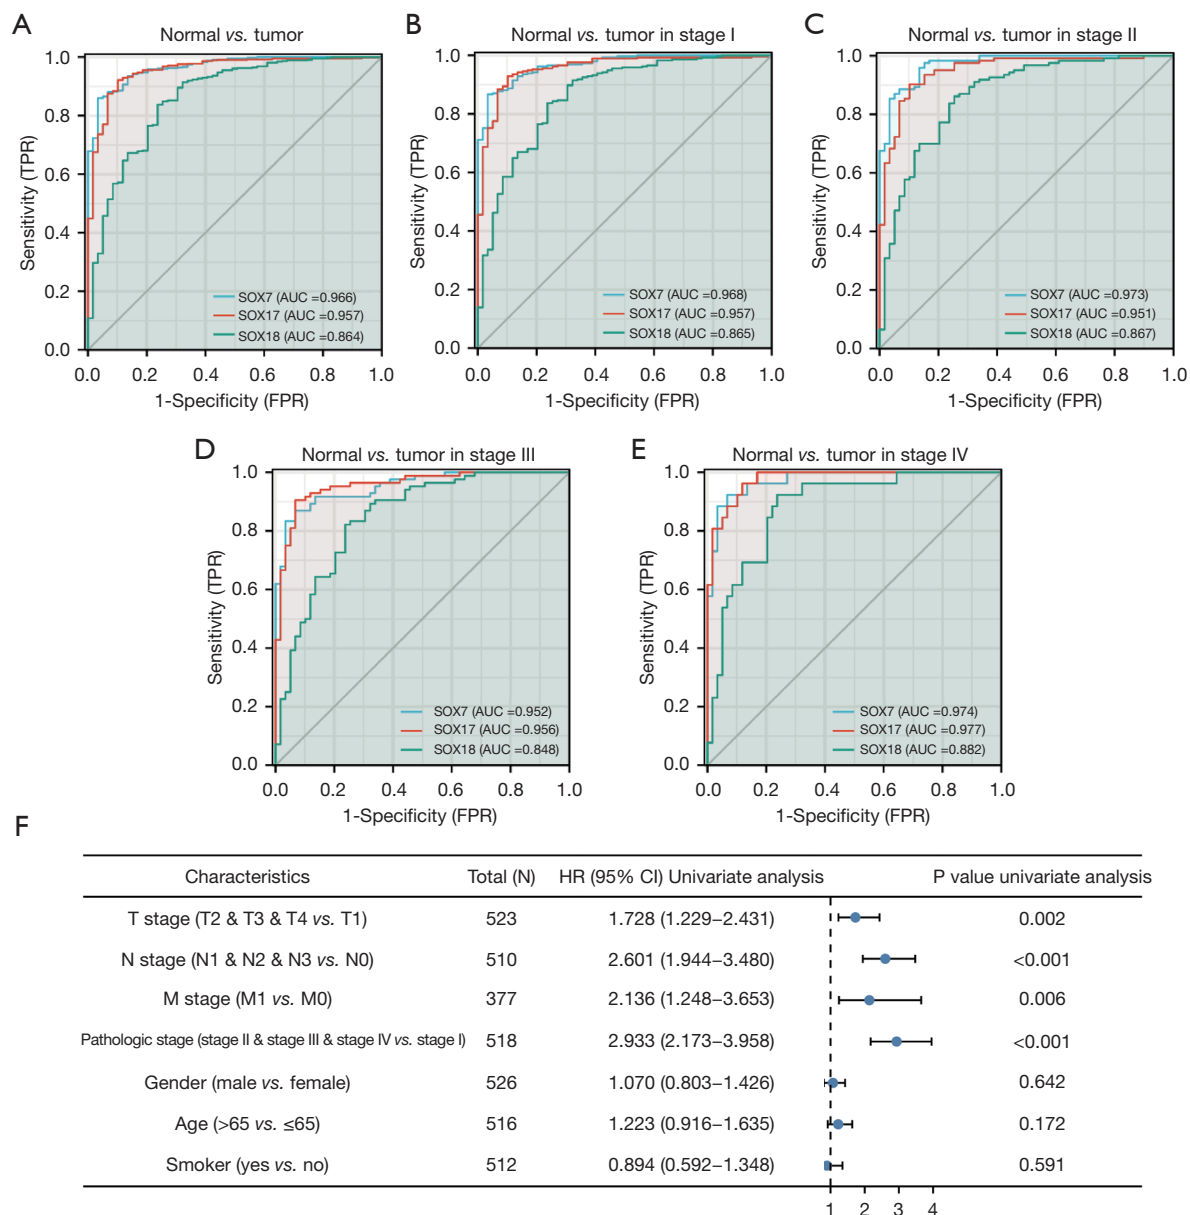 A
Normal vs. tumor
1.0
0.8
0.6
0.4
0.2
0.0
Sensitivity (TPR)
SOX7 (AUC =0.966)
SOX17 (AUC =0.957)
SOX18 (AUC =0.864)
0.0 0.2 0.4 0.6 0.8 1.0
1-Specificity (FPR)
B
Normal vs. tumor in stage I
1.0
0.8
0.6
0.4
0.2
0.0
Sensitivity (TPR)
SOX7 (AUC =0.968)
SOX17 (AUC =0.957)
SOX18 (AUC =0.865)
0.0 0.2 0.4 0.6 0.8 1.0
1-Specificity (FPR)
C
Normal vs. tumor in stage II
1.0
0.8
0.6
0.4
0.2
0.0
Sensitivity (TPR)
SOX7 (AUC =0.973)
SOX17 (AUC =0.951)
SOX18 (AUC =0.867)
0.0 0.2 0.4 0.6 0.8 1.0
1-Specificity (FPR)
D
Normal vs. tumor in stage III
1.0
0.8
0.6
0.4
0.2
0.0
Sensitivity (TPR)
SOX7 (AUC =0.952)
SOX17 (AUC =0.956)
SOX18 (AUC =0.848)
0.0 0.2 0.4 0.6 0.8 1.0
1-Specificity (FPR)
E
Normal vs. tumor in stage IV
1.0
0.8
0.6
0.4
0.2
0.0
Sensitivity (TPR)
SOX7 (AUC =0.974)
SOX17 (AUC =0.977)
SOX18 (AUC =0.882)
0.0 0.2 0.4 0.6 0.8 1.0
1-Specificity (FPR)
F
Characteristics Total (N) HR (95% CI) Univariate analysis P value univariate analysis
T stage (T2 & T3 & T4 vs. T1) 523 1.728 (1.229–2.431) 0.002
N stage (N1 & N2 & N3 vs. N0) 510 2.601 (1.944–3.480) <0.001
M stage (M1 vs. M0) 377 2.136 (1.248–3.653) 0.006
Pathologic stage (stage II & stage III & stage IV vs. stage I) 518 2.933 (2.173–3.958) <0.001
Gender (male vs. female) 526 1.070 (0.803–1.426) 0.642
Age (>65 vs. ≤65) 516 1.223 (0.916–1.635) 0.172
Smoker (yes vs. no) 512 0.894 (0.592–1.348) 0.591
1 2 3 4